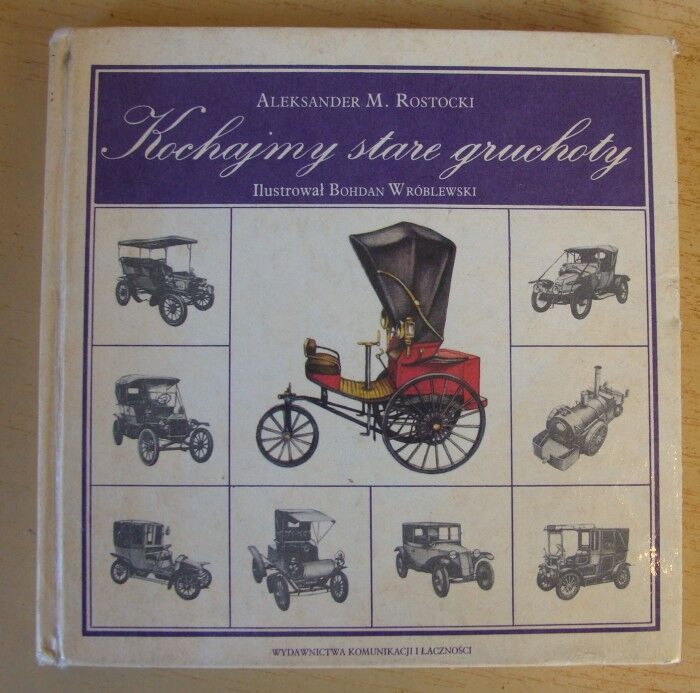 Aleksander M. Rostocki
Kochajmy stare gruchoty
Ilustrował Bohdan Wróblewski
WYDAWNICTWA KOMUNIKACJI I ŁĄCZNOŚCI